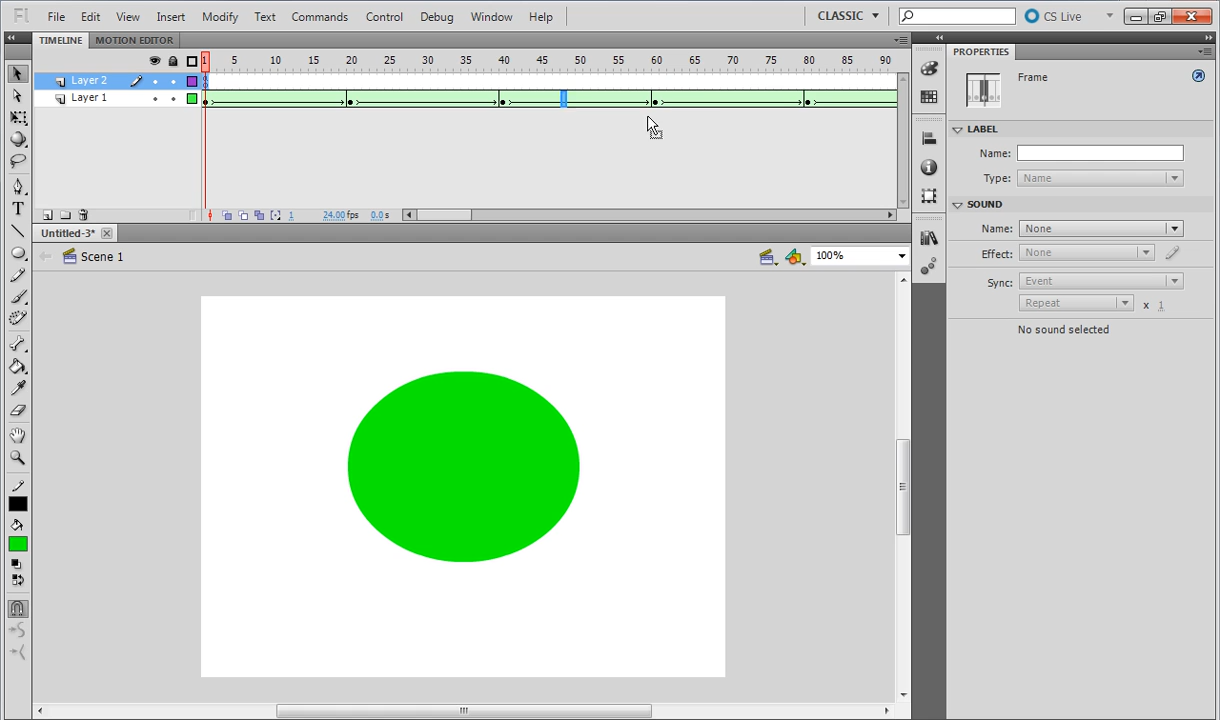 Fl File Edit View Insert Modify Text Commands Control Debug Window Help CLASSIC CS Live
TIMELINE MOTION EDITOR
1 5 10 15 20 25 30 35 40 45 50 55 60 65 70 75 80 85 90
Layer 2
Layer 1
1 24.00 fps 0.0 s
Untitled-3*
Scene 1 100%
PROPERTIES
Frame
LABEL
Name:
Type: Name
SOUND
Name: None
Effect: None
Sync: Event
Repeat x 1
No sound selected
T